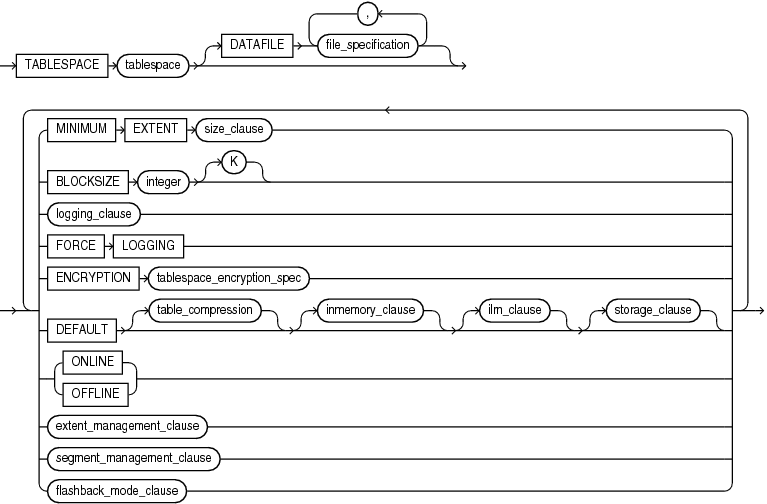 ,
DATAFILE file_specification
TABLESPACE tablespace
MINIMUM EXTENT size_clause
K
BLOCKSIZE integer
logging_clause
FORCE LOGGING
ENCRYPTION tablespace_encryption_spec
table_compression inmemory_clause ilm_clause storage_clause
DEFAULT
ONLINE
OFFLINE
extent_management_clause
segment_management_clause
flashback_mode_clause